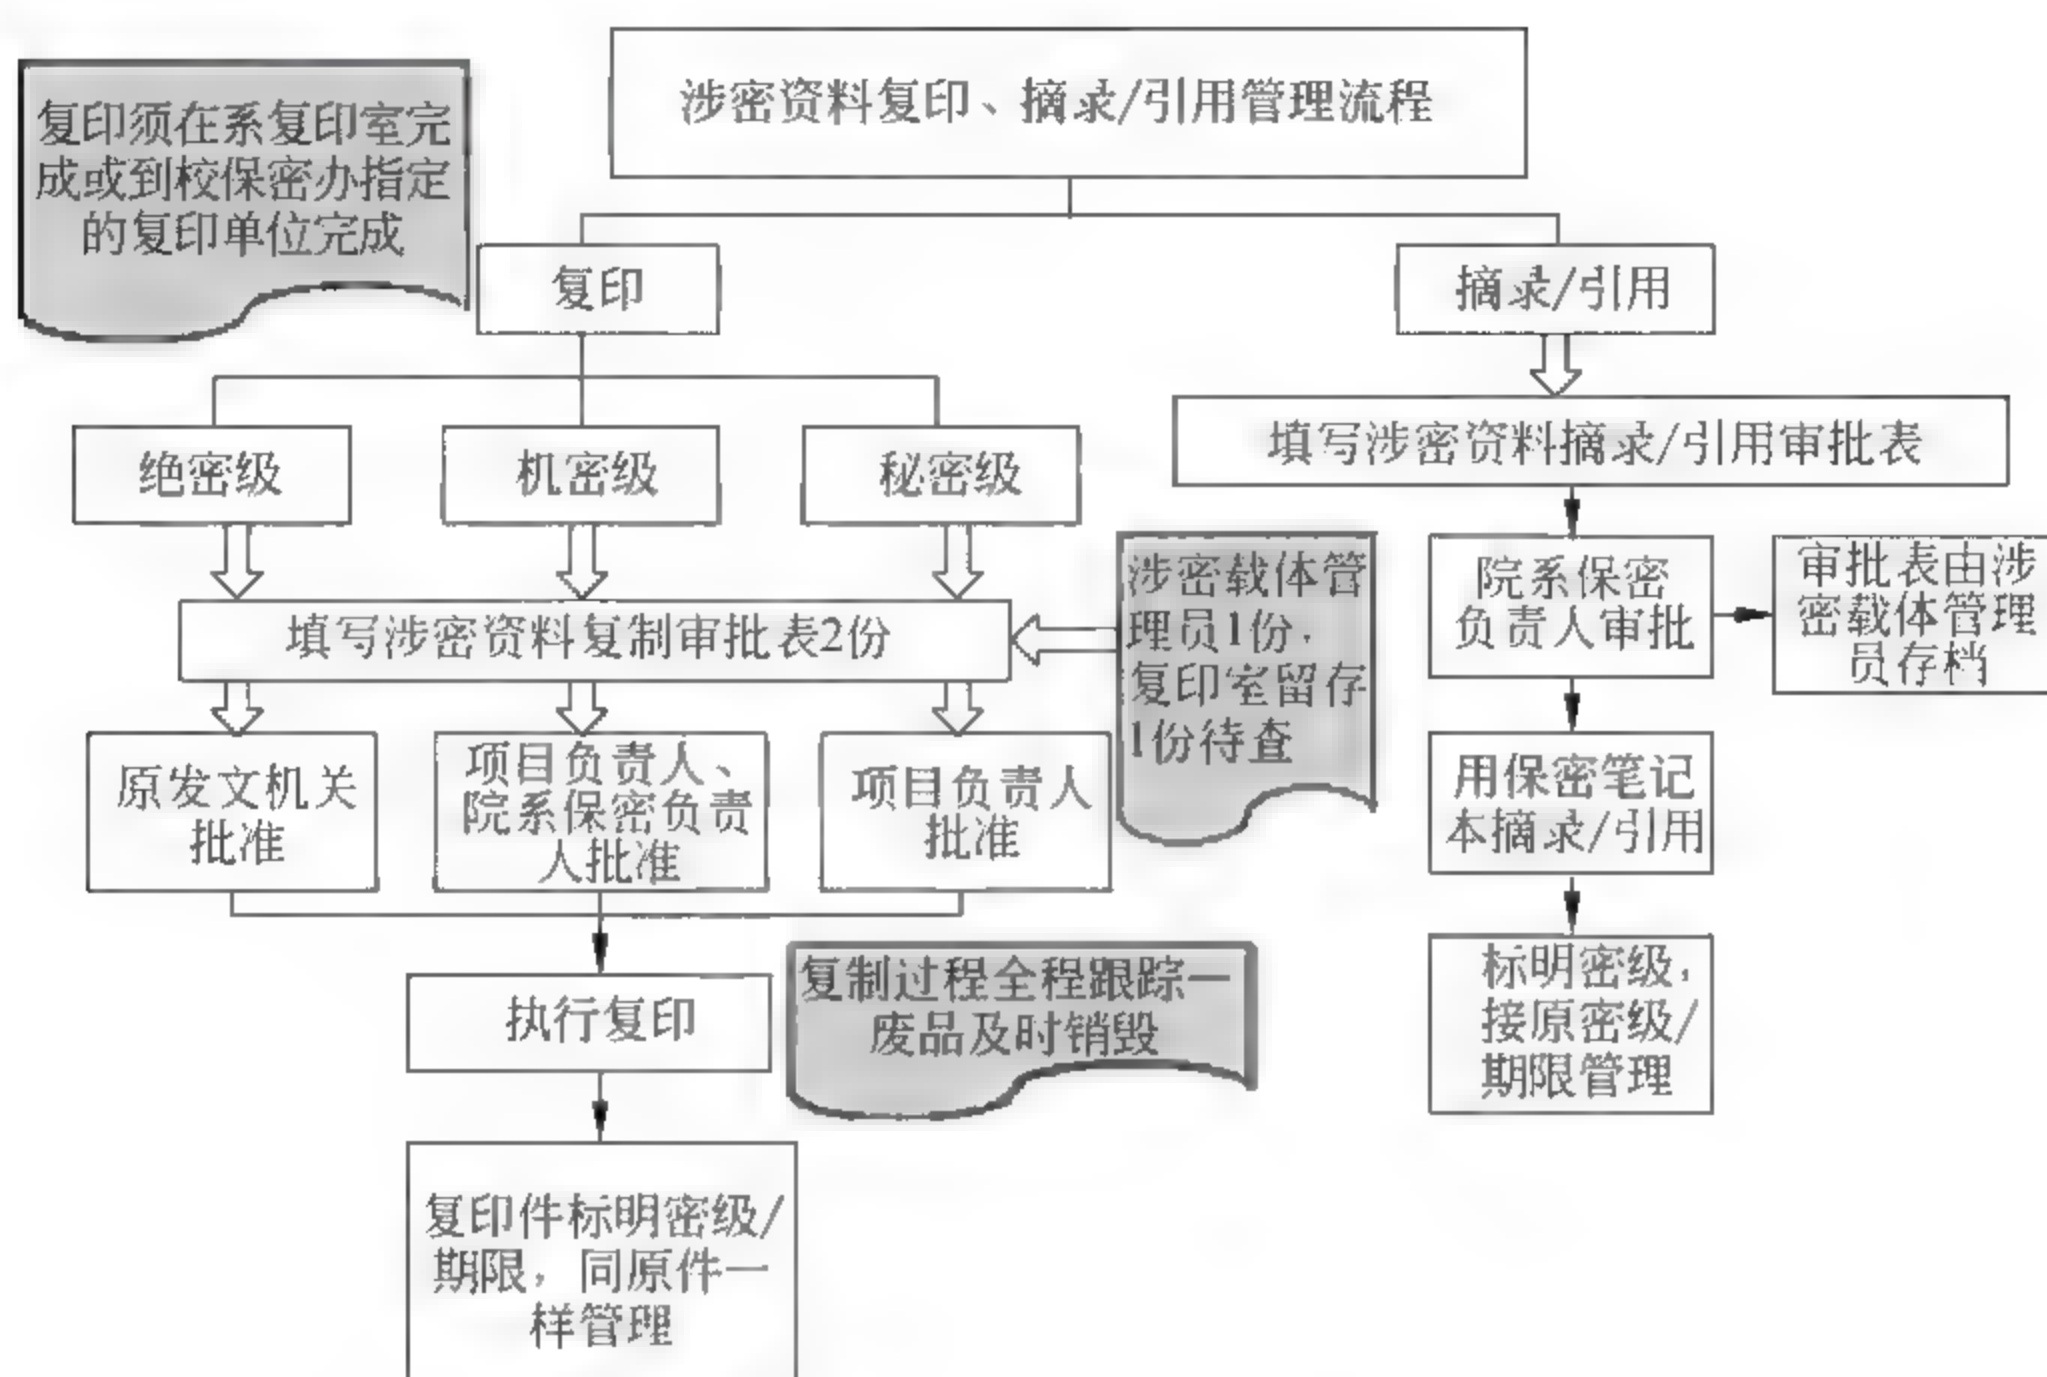 涉密资料复印、摘录/引用管理流程
复印须在系复印室完
成或到校保密办指定
的复印单位完成
复印
摘录/引用
绝密级
机密级
秘密级
填写涉密资料摘录/引用审批表
填写涉密资料复制审批表2份
涉密载体管
理员1份,
复印室留存
1份待查
院系保密
负责人审批
审批表由涉
密载体管理
员存档
原发文机关
批准
项目负责人、
院系保密负责
人批准
项目负责人
批准
用保密笔记
本摘录/引用
执行复印
复制过程全程跟踪一
废品及时销毁
标明密级,
接原密级/
期限管理
复印件标明密级/
期限，同原件一
样管理